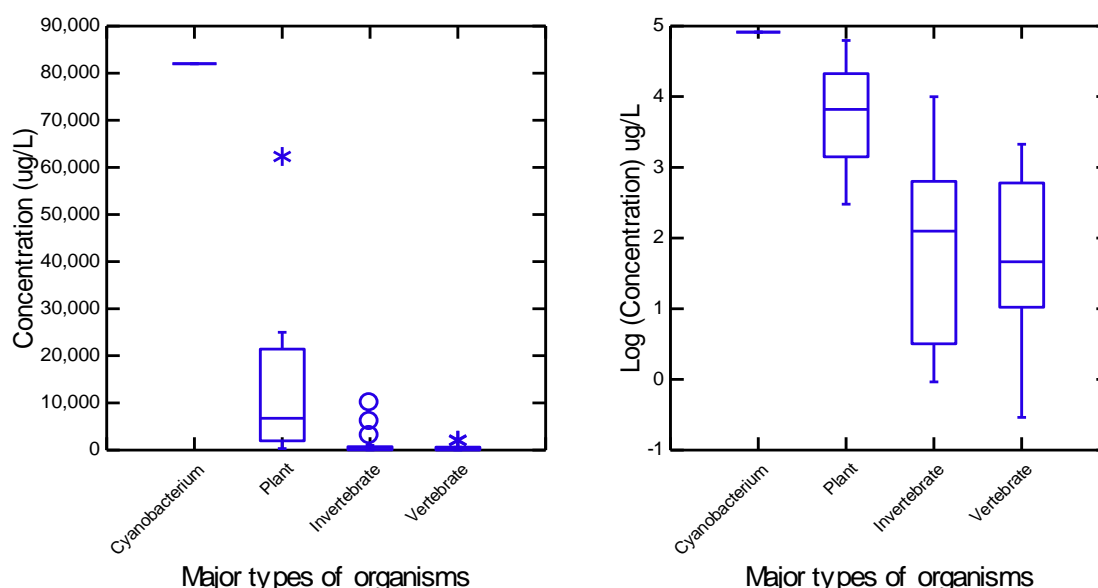 Concentration (ug/L)
90,000
80,000
70,000
60,000
50,000
40,000
30,000
20,000
10,000
0
Cyanobacterium
Plant
Invertebrate
Vertebrate
Major types of organisms
Log (Concentration) ug/L
5
4
3
2
1
0
-1
Cyanobacterium
Plant
Invertebrate
Vertebrate
Major types of organisms